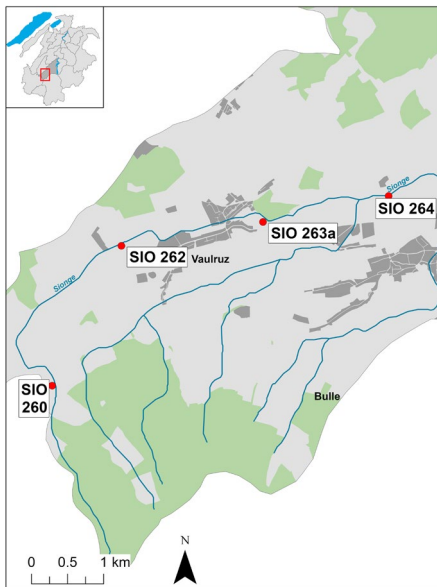 Sionge
SIO 264
SIO 263a
SIO 262
Vaulruz
Sionge
SIO
260
Bulle
N
0 0.5 1 km